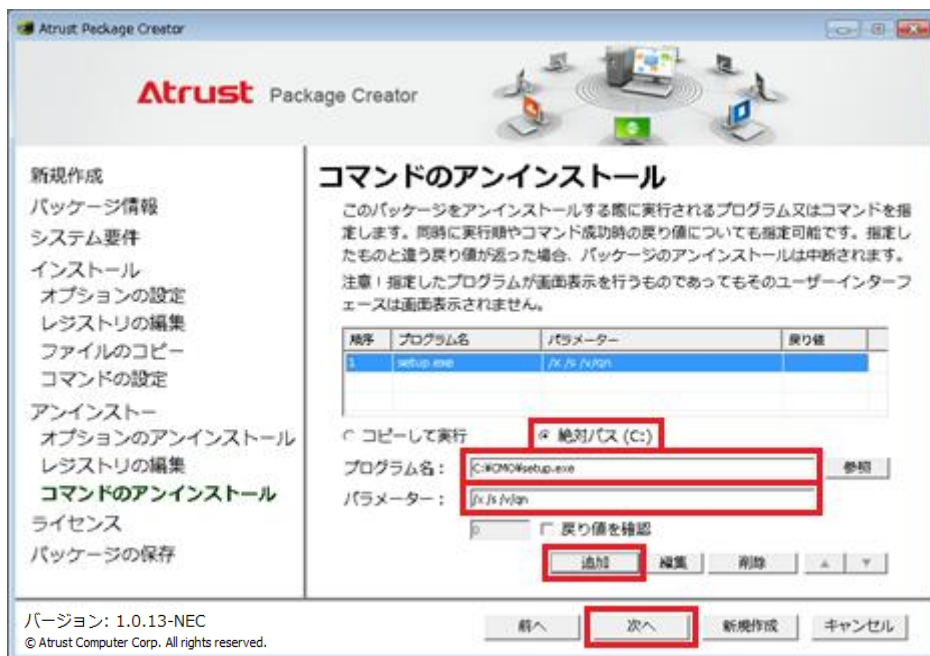 Atrust Package Creator
Atrust Package Creator
新規作成
パッケージ情報
システム要件
インストール
オプションの設定
レジストリの編集
ファイルのコピー
コマンドの設定
アンインストー
オプションのアンインストール
レジストリの編集
コマンドのアンインストール
ライセンス
パッケージの保存
コマンドのアンインストール
このパッケージをアンインストールする際に実行されるプログラム又はコマンドを指
定します。同時に実行順やコマンド成功時の戻り値についても指定可能です。指定し
たものと違う戻り値が返った場合、パッケージのアンインストールは中断されます。
注意！指定したプログラムが画面表示を行うものであってもそのユーザーインターフ
ェースは画面表示されません。
順序 プログラム名 パラメーター 戻り値
1 setup.exe /x /s /v/qn
コピーして実行 絶対パス (C:)
プログラム名： C:¥CMO¥setup.exe 参照
パラメーター： /x /s /v/qn
0 戻り値を確認
追加 編集 削除
バージョン: 1.0.13-NEC
© Atrust Computer Corp. All rights reserved.
前へ 次へ 新規作成 キャンセル